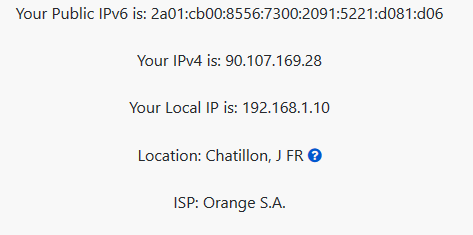 Your Public IPv6 is: 2a01:cb00:8556:7300:2091:5221:d081:d06
Your IPv4 is: 90.107.169.28
Your Local IP is: 192.168.1.10
Location: Chatillon, J FR ?
ISP: Orange S.A.